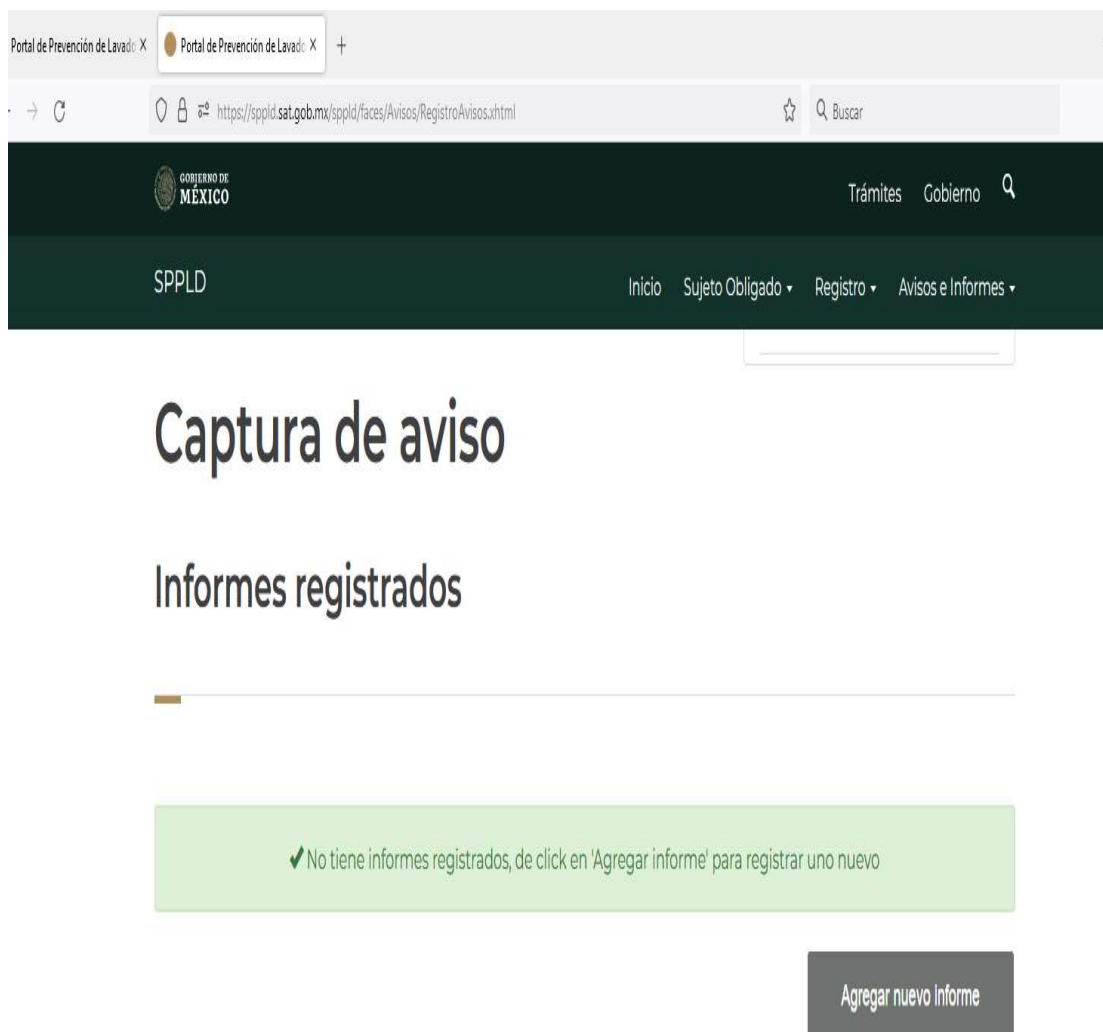 Portal de Prevención de Lavado X Portal de Prevención de Lavado X +
https://sppld.sat.gob.mx/sppld/faces/Avisos/RegistroAvisos.xhtml Buscar
GOBIERNO DE
MÉXICO
Trámites Gobierno
SPPLD Inicio Sujeto Obligado Registro Avisos e Informes
Captura de aviso
Informes registrados
✔No tiene informes registrados, de click en 'Agregar informe' para registrar uno nuevo
Agregar nuevo informe